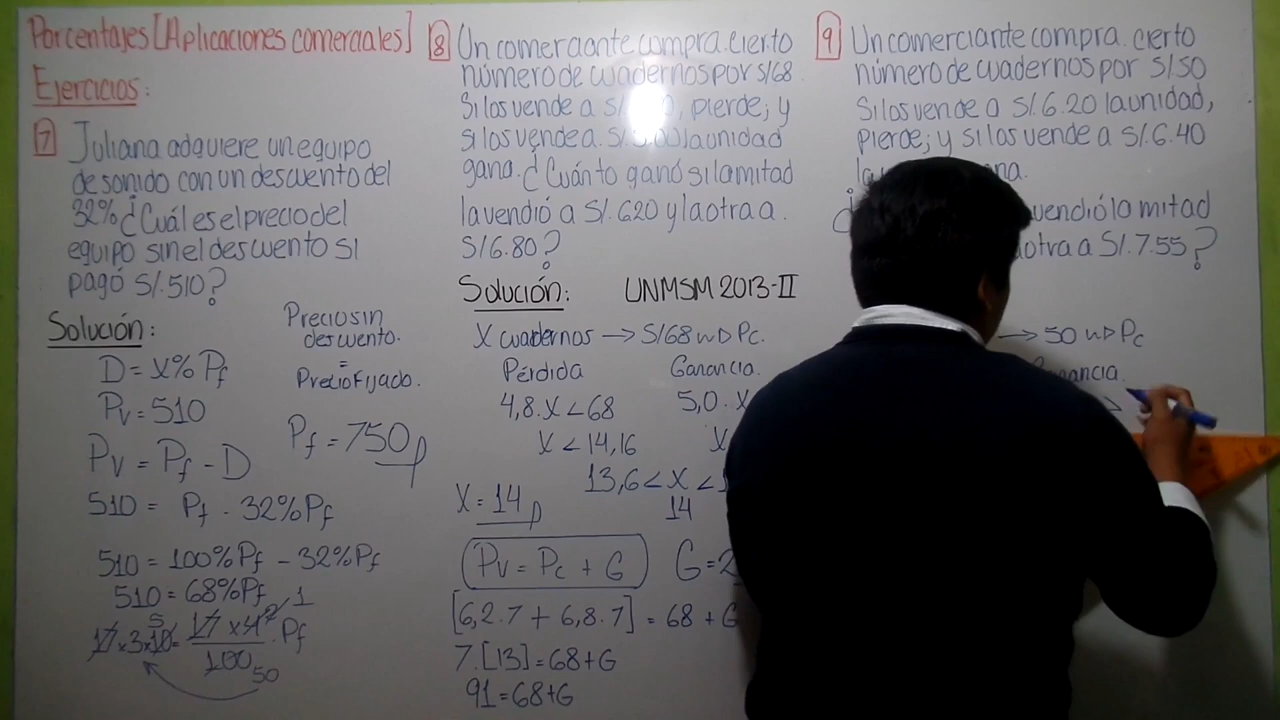 Porcentajes [Aplicaciones comerciales]
Ejercicios:
7 Juliana adquiere un equipo
de sonido con un descuento del
32% ¿Cuál es el precio del
equipo sin el descuento si
pagó S/.510?
Solución:
Precio sin
descuento.
=
Precio Fijado.
D = x% Pf
Pv = 510
Pv = Pf - D
Pf = 750
510 = Pf - 32%Pf
510 = 100%Pf - 32%Pf
510 = 68%Pf
17x3x10 = 17x4 / 100 . Pf
5
2
1
50
8 Un comerciante compra cierto
número de cuadernos por S/68
Si los vende a S/. , pierde; y
si los vende a S/. la unidad
gana. ¿Cuánto ganó si la mitad
la vendió a S/. 6.20 y la otra a
S/6.80?
Solución: UNMSM 2013-II
X cuadernos → S/68 Pc.
Pérdida Ganancia.
4,8.X < 68 5,0.X
X < 14,16 X
13,6 < X <
14
X = 14
Pv = Pc + G G = 2
[6,2.7 + 6,8.7] = 68 + G
7.[13] = 68+G
91 = 68+G
9 Un comerciante compra cierto
número de cuadernos por S/.50
Si los vende a S/.6.20 la unidad,
pierde; y si los vende a S/.6.40
vendió la mitad
otra a S/.7.55?
→ 50 Pc